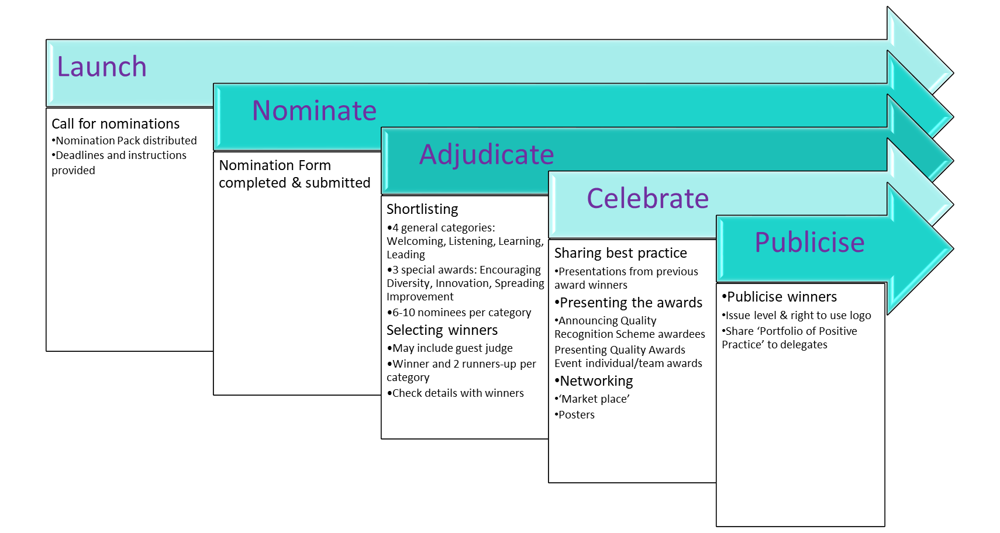 Launch
Call for nominations
•Nomination Pack distributed
•Deadlines and instructions
provided
Nominate
Nomination Form
completed & submitted
Adjudicate
Shortlisting
•4 general categories:
Welcoming, Listening, Learning,
Leading
•3 special awards: Encouraging
Diversity, Innovation, Spreading
Improvement
•6-10 nominees per category
Selecting winners
•May include guest judge
•Winner and 2 runners-up per
category
•Check details with winners
Celebrate
Sharing best practice
•Presentations from previous
award winners
•Presenting the awards
•Announcing Quality
Recognition Scheme awardees
Presenting Quality Awards
Event individual/team awards
•Networking
•‘Market place’
•Posters
Publicise
•Publicise winners
•Issue level & right to use logo
•Share ‘Portfolio of Positive
Practice’ to delegates